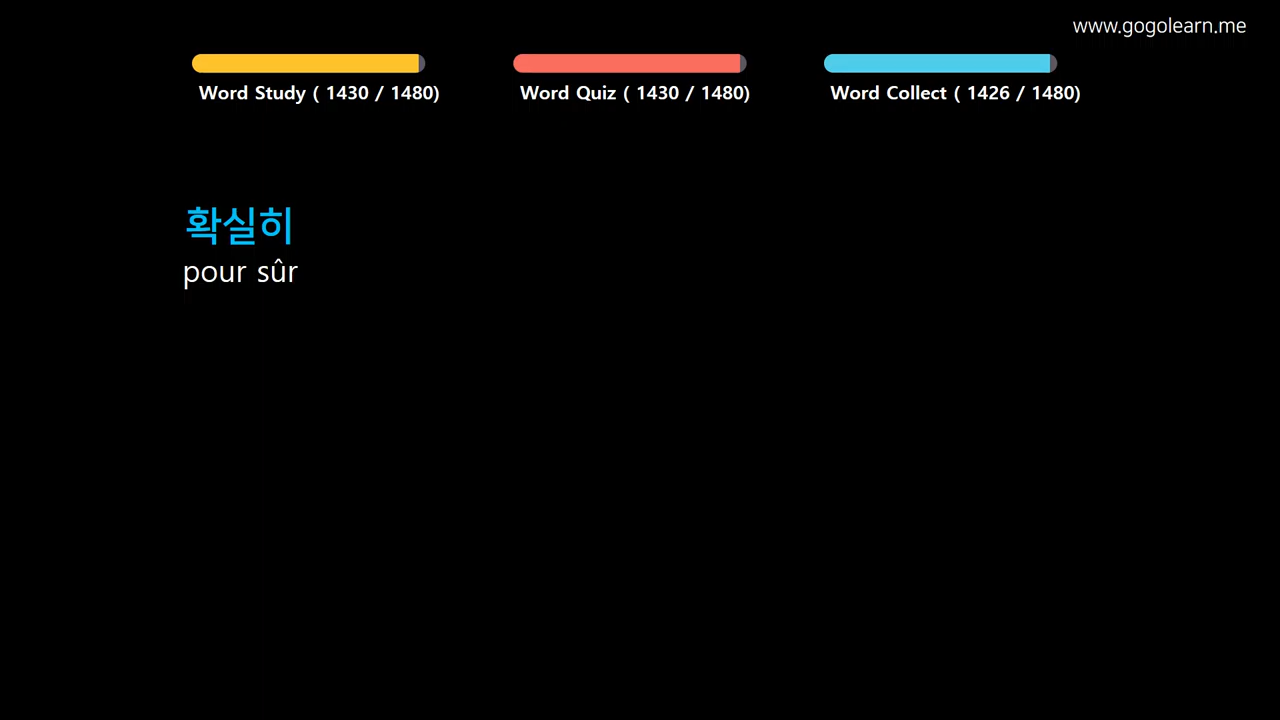 www.gogolearn.me
Word Study ( 1430 / 1480)
Word Quiz ( 1430 / 1480)
Word Collect ( 1426 / 1480)
확실히
pour sûr